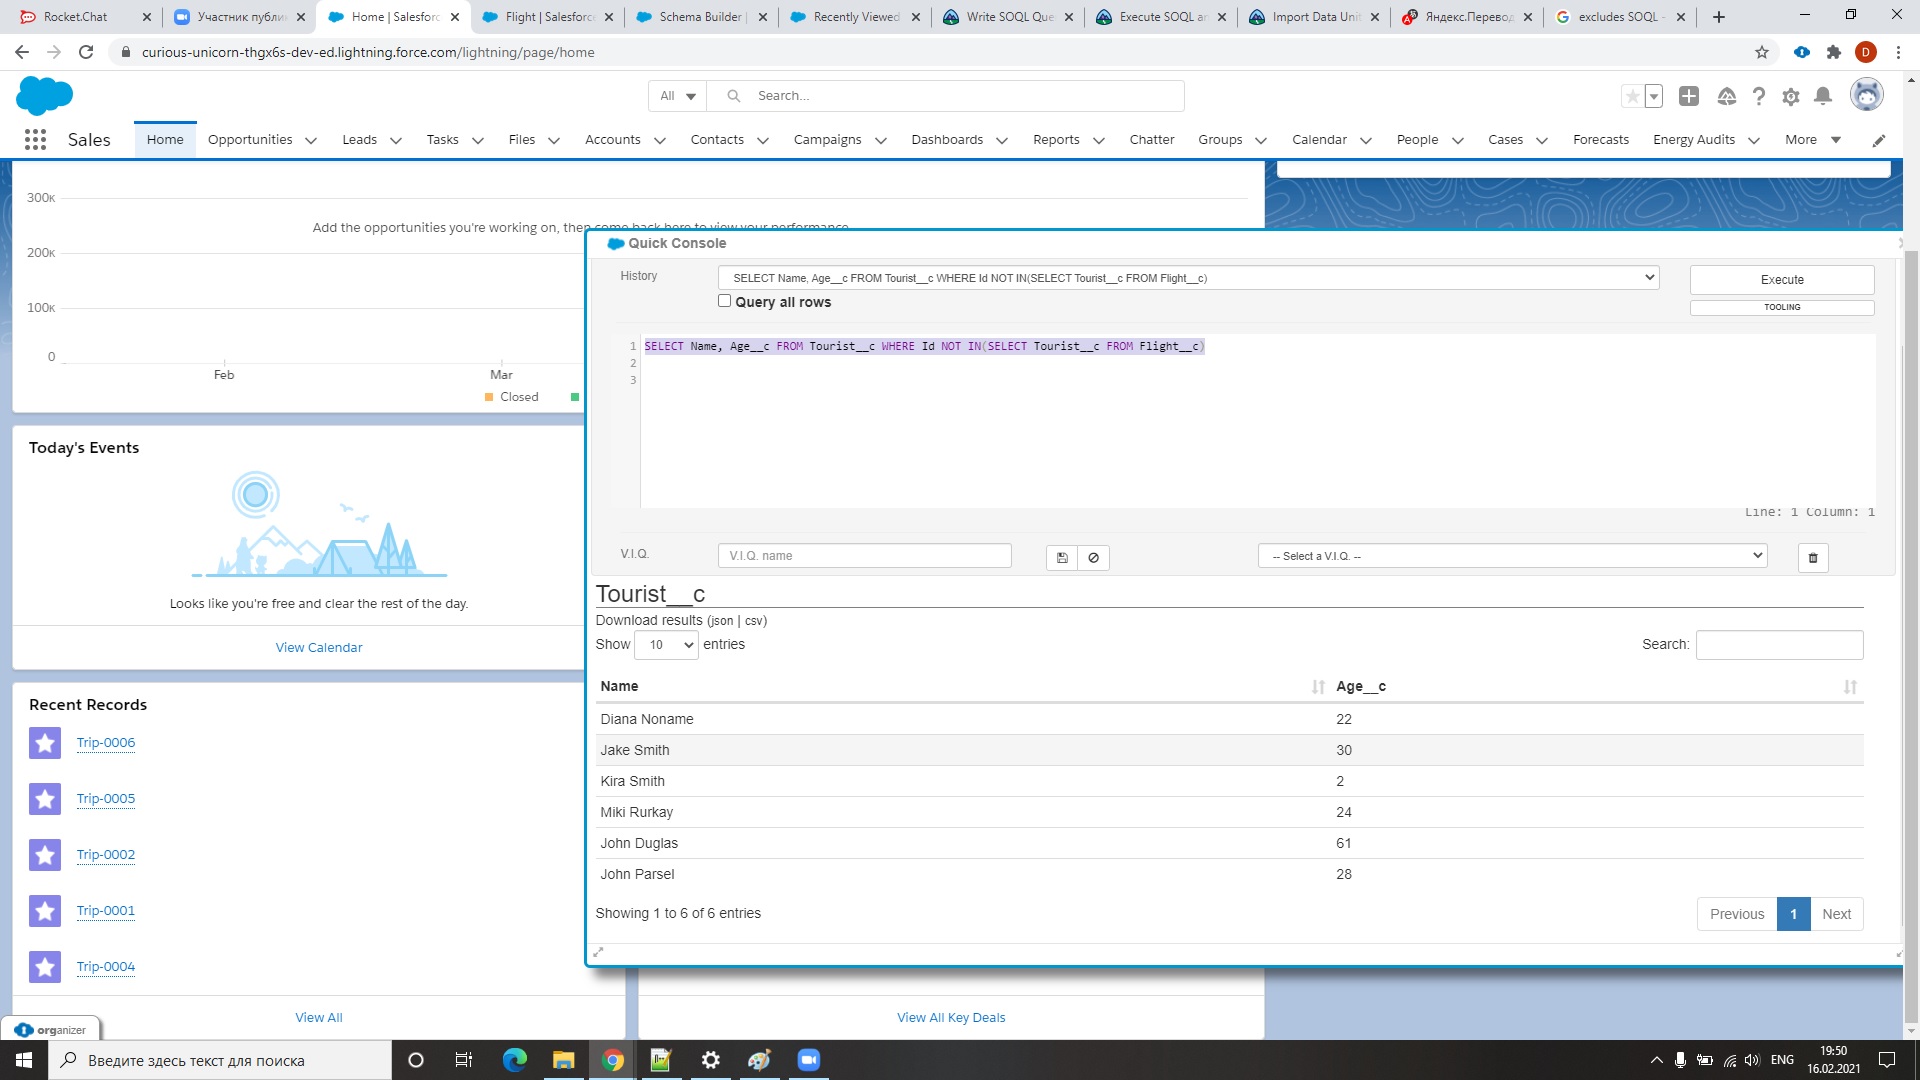 Rocket.Chat
Участник публик
Home | Salesforc
Flight | Salesforce
Schema Builder |
Recently Viewed
Write SOQL Que
Execute SOQL an
Import Data Unit
Яндекс.Перевод
excludes SOQL -
curious-unicorn-thgx6s-dev-ed.lightning.force.com/lightning/page/home
D
All
Search...
Sales
Home
Opportunities
Leads
Tasks
Files
Accounts
Contacts
Campaigns
Dashboards
Reports
Chatter
Groups
Calendar
People
Cases
Forecasts
Energy Audits
More
300K
Add the opportunities you're working on, then come back here to view your performance.
200K
100K
0
Feb
Mar
Closed
Quick Console
History
SELECT Name, Age__c FROM Tourist__c WHERE Id NOT IN(SELECT Tourist__c FROM Flight__c)
Execute
Query all rows
TOOLING
1 SELECT Name, Age__c FROM Tourist__c WHERE Id NOT IN(SELECT Tourist__c FROM Flight__c)
2
3
Line: 1 Column: 1
V.I.Q.
V.I.Q. name
-- Select a V.I.Q. --
Tourist__c
Download results (json | csv)
Show 10 entries
Search:
Name Age__c
Diana Noname 22
Jake Smith 30
Kira Smith 2
Miki Rurkay 24
John Duglas 61
John Parsel 28
Showing 1 to 6 of 6 entries
Previous 1 Next
Today's Events
Looks like you're free and clear the rest of the day.
View Calendar
Recent Records
Trip-0006
Trip-0005
Trip-0002
Trip-0001
Trip-0004
View All
View All Key Deals
organizer
Введите здесь текст для поиска
ENG
19:50
16.02.2021